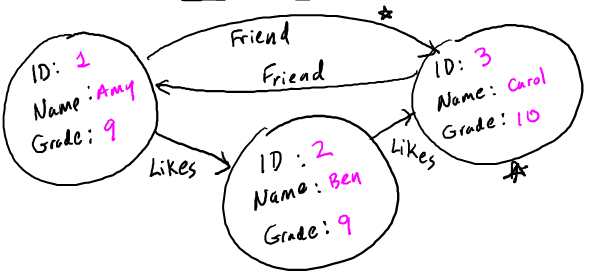 Friend
Friend
ID: 1
Name: Amy
Grade: 9
ID: 3
Name: Carol
Grade: 10
Likes
Likes
ID: 2
Name: Ben
Grade: 9